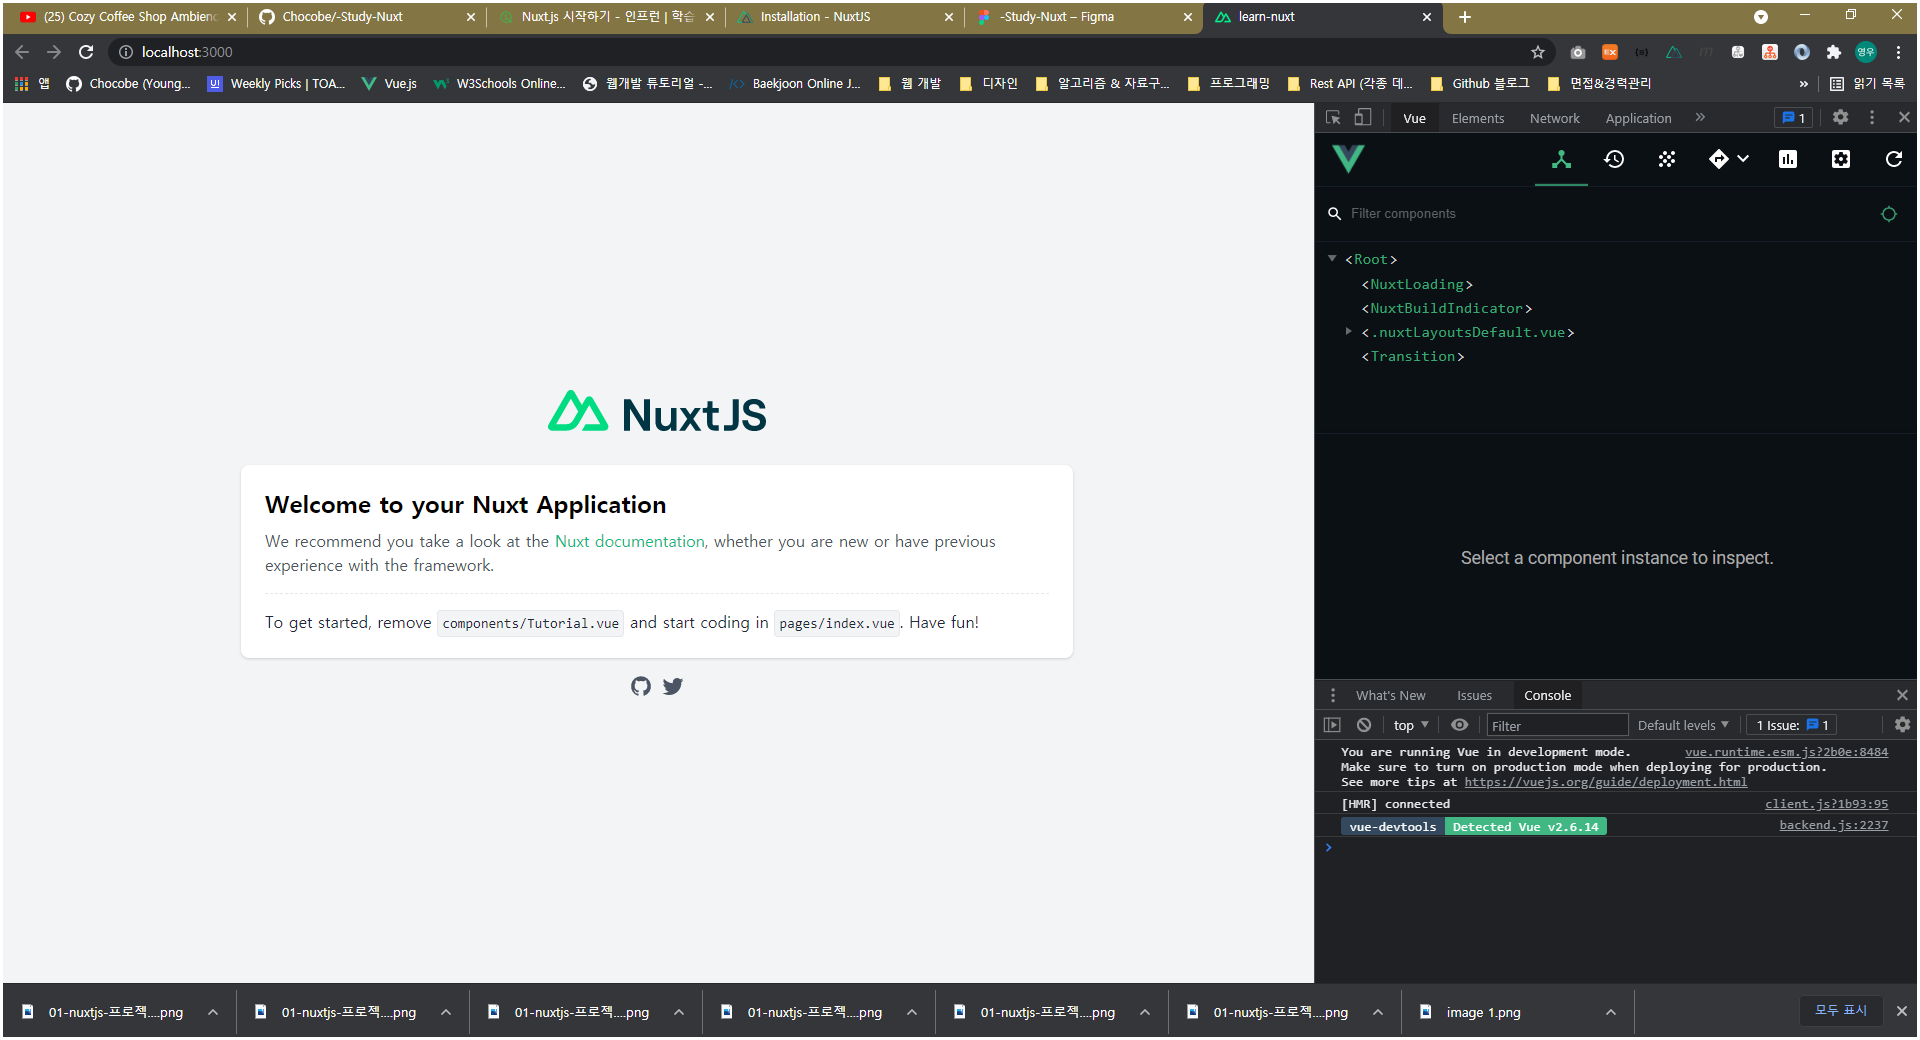 (25) Cozy Coffee Shop Ambienc
Chocobe/-Study-Nuxt
Nuxt.js 시작하기 - 인프런 | 학습
Installation - NuxtJS
-Study-Nuxt – Figma
learn-nuxt
localhost:3000
영우
앱
Chocobe (Young...
Weekly Picks | TOA...
Vue.js
W3Schools Online...
웹개발 튜토리얼 -...
Baekjoon Online J...
웹 개발
디자인
알고리즘 & 자료구...
프로그래밍
Rest API (각종 데...
Github 블로그
면접&경력관리
»
읽기 목록
NuxtJS
Welcome to your Nuxt Application
We recommend you take a look at the Nuxt documentation, whether you are new or have previous
experience with the framework.
To get started, remove components/Tutorial.vue and start coding in pages/index.vue. Have fun!
Vue
Elements
Network
Application
»
1
Filter components
<Root>
<NuxtLoading>
<NuxtBuildIndicator>
<.nuxtLayoutsDefault.vue>
<Transition>
Select a component instance to inspect.
What's New
Issues
Console
top
Filter
Default levels
1 Issue: 1
You are running Vue in development mode. vue.runtime.esm.js?2b0e:8484
Make sure to turn on production mode when deploying for production.
See more tips at https://vuejs.org/guide/deployment.html
[HMR] connected client.js?1b93:95
vue-devtools Detected Vue v2.6.14 backend.js:2237
01-nuxtjs-프로젝....png
01-nuxtjs-프로젝....png
01-nuxtjs-프로젝....png
01-nuxtjs-프로젝....png
01-nuxtjs-프로젝....png
01-nuxtjs-프로젝....png
image 1.png
모두 표시